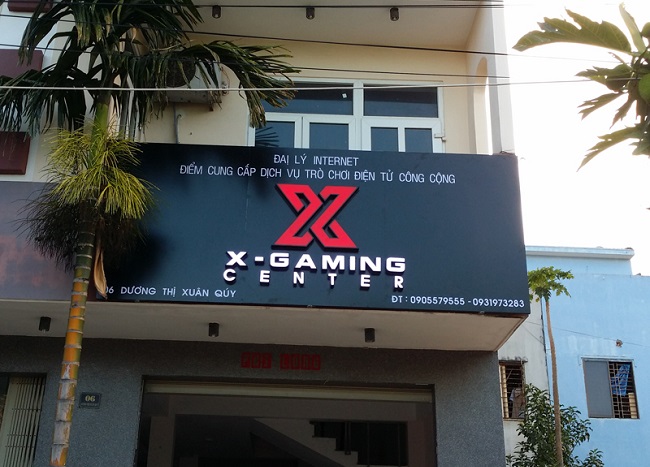 ĐẠI LÝ INTERNET
ĐIỂM CUNG CẤP DỊCH VỤ TRÒ CHƠI ĐIỆN TỬ CÔNG CỘNG
X-GAMING
CENTER
06 DƯƠNG THỊ XUÂN QUÝ
ĐT: 0905579555 - 0931973283
06